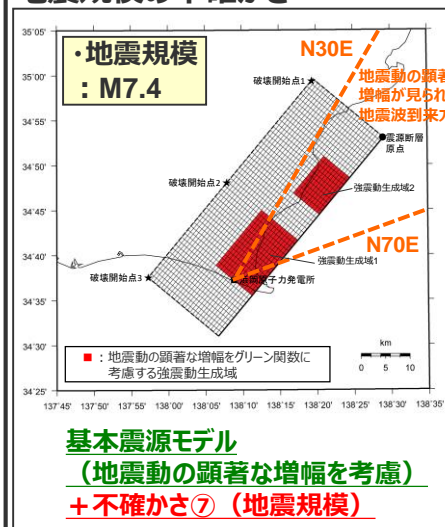 ・地震規模
：M7.4
N30E
地震動の顕著
増幅が見られ
地震波到来方
破壊開始点1
震源断層
原点
破壊開始点2
強震動生成域2
N70E
強震動生成域1
破壊開始点3
原子力発電所
：地震動の顕著な増幅をグリーン関数に
考慮する強震動生成域
km
0 5 10
35˚05'
35˚00'
34˚55'
34˚50'
34˚45'
34˚40'
34˚35'
34˚30'
34˚25'
137˚45' 137˚50' 137˚55' 138˚00' 138˚05' 138˚10' 138˚15' 138˚20' 138˚25' 138˚30' 138˚35'
基本震源モデル
（地震動の顕著な増幅を考慮）
＋不確かさ⑦（地震規模）